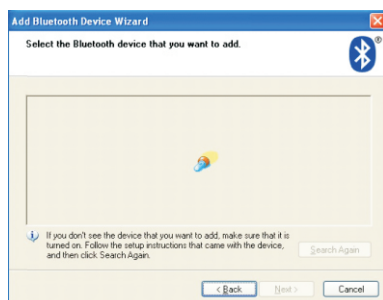 Add Bluetooth Device Wizard
Select the Bluetooth device that you want to add.
®
If you don't see the device that you want to add, make sure that it is
turned on. Follow the setup instructions that came with the device,
and then click Search Again.
Search Again
< Back
Next >
Cancel